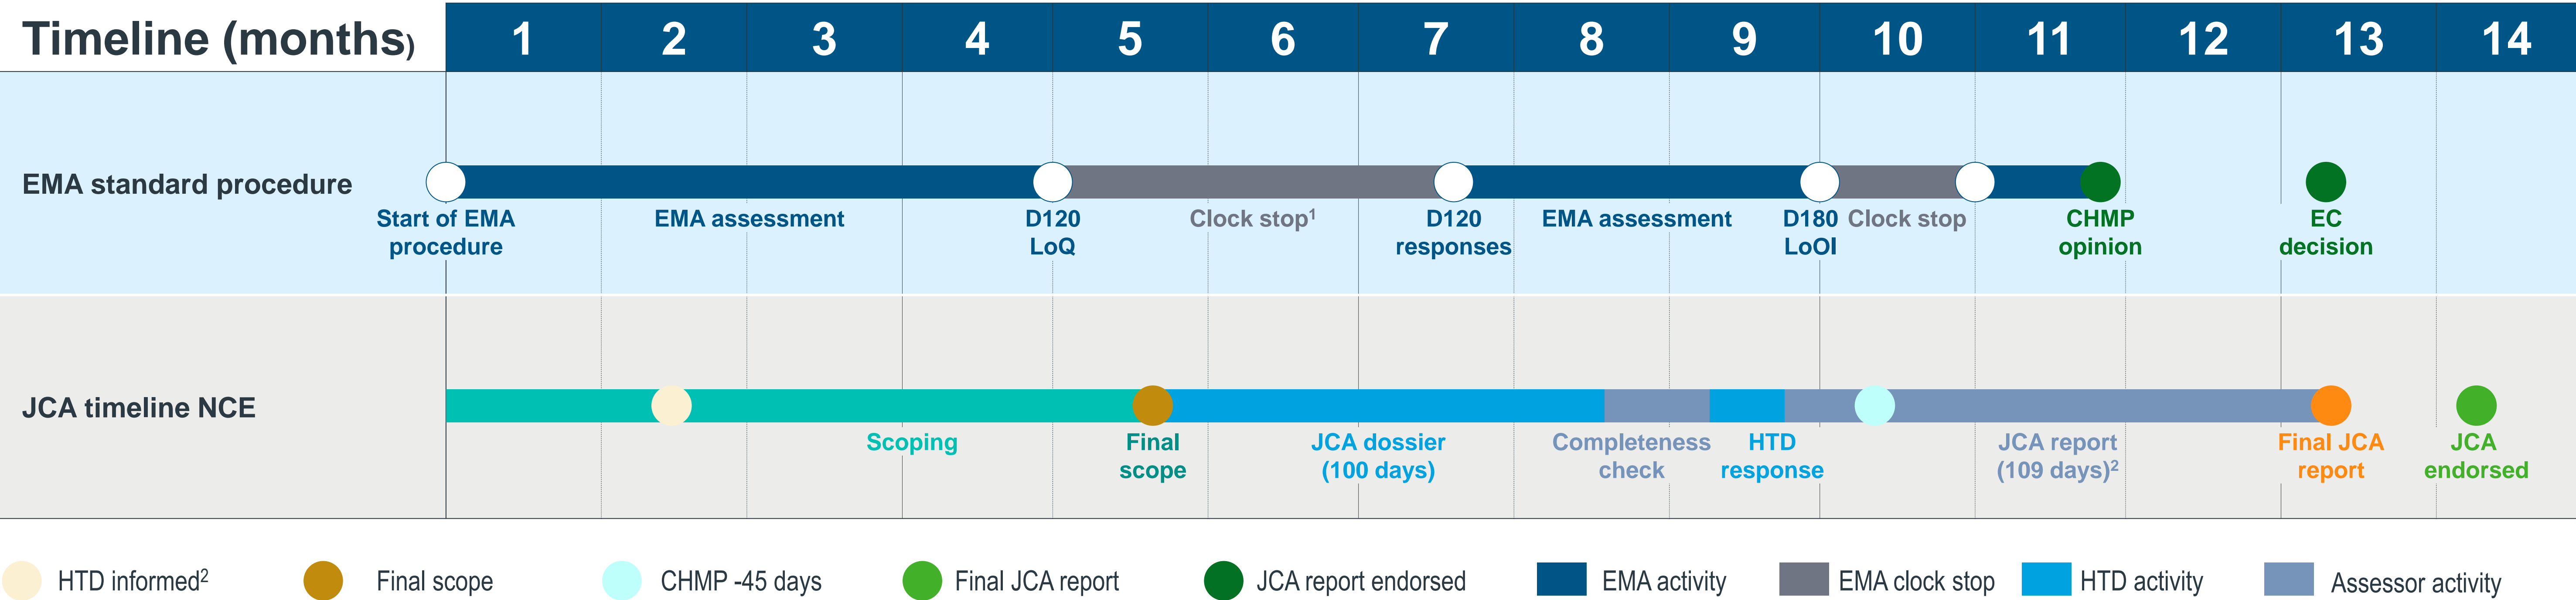 Timeline (months)
1 2 3 4 5 6 7 8 9 10 11 12 13 14
EMA standard procedure
Start of EMA
procedure
EMA assessment
D120
LoQ
Clock stop¹
D120
responses
EMA assessment
D180
LoOI
Clock stop
CHMP
opinion
EC
decision
JCA timeline NCE
Scoping
Final
scope
JCA dossier
(100 days)
Completeness
check
HTD
response
JCA report
(109 days)²
Final JCA
report
JCA
endorsed
HTD informed²
Final scope
CHMP -45 days
Final JCA report
JCA report endorsed
EMA activity
EMA clock stop
HTD activity
Assessor activity